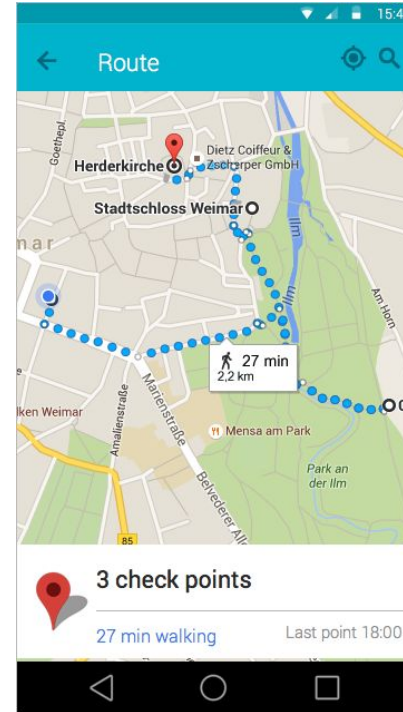 15:4
Route
Goethepl.
Dietz Coiffeur &
Zscherper GmbH
Herderkirche
Stadtschloss Weimar
Ilm
mar
Ilm
Am Horn
27 min
2,2 km
Marienstraße
Amalienstraße
lken Weimar
Mensa am Park
Park an
der Ilm
Belvederer Alle
85
3 check points
27 min walking
Last point 18:00